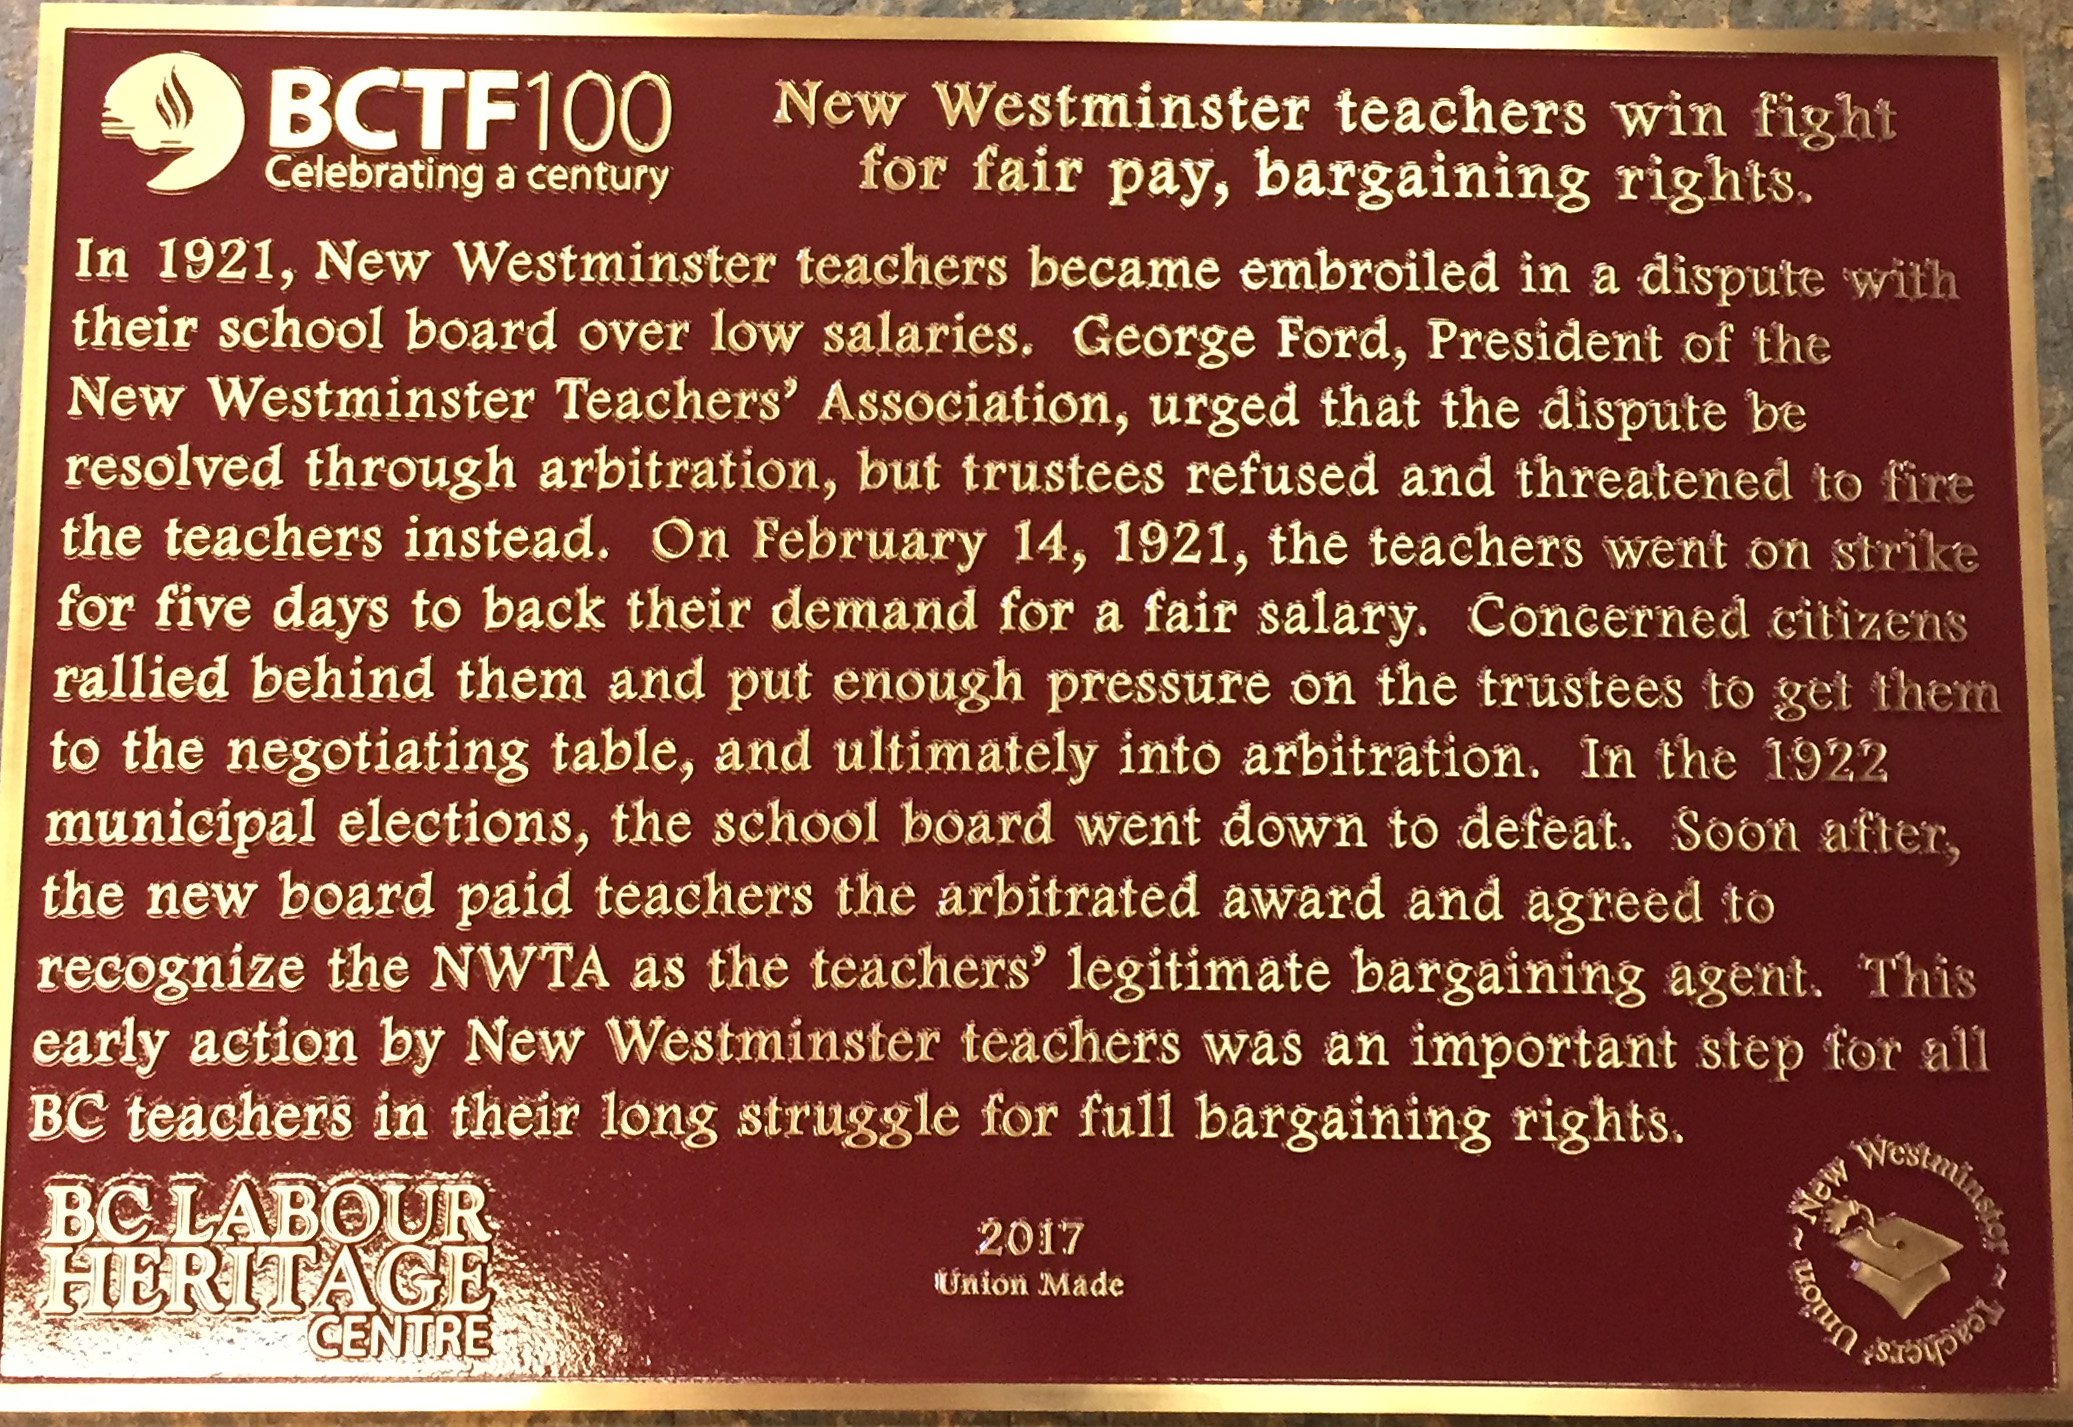 BCTF100
Celebrating a century
New Westminster teachers win fight
for fair pay, bargaining rights.
In 1921, New Westminster teachers became embroiled in a dispute with
their school board over low salaries. George Ford, President of the
New Westminster Teachers’ Association, urged that the dispute be
resolved through arbitration, but trustees refused and threatened to fire
the teachers instead. On February 14, 1921, the teachers went on strike
for five days to back their demand for a fair salary. Concerned citizens
rallied behind them and put enough pressure on the trustees to get them
to the negotiating table, and ultimately into arbitration. In the 1922
municipal elections, the school board went down to defeat. Soon after,
the new board paid teachers the arbitrated award and agreed to
recognize the NWTA as the teachers’ legitimate bargaining agent. This
early action by New Westminster teachers was an important step for all
BC teachers in their long struggle for full bargaining rights.
BC LABOUR
HERITAGE
CENTRE
2017
Union Made
New Westminster ~ Teachers' Union ~